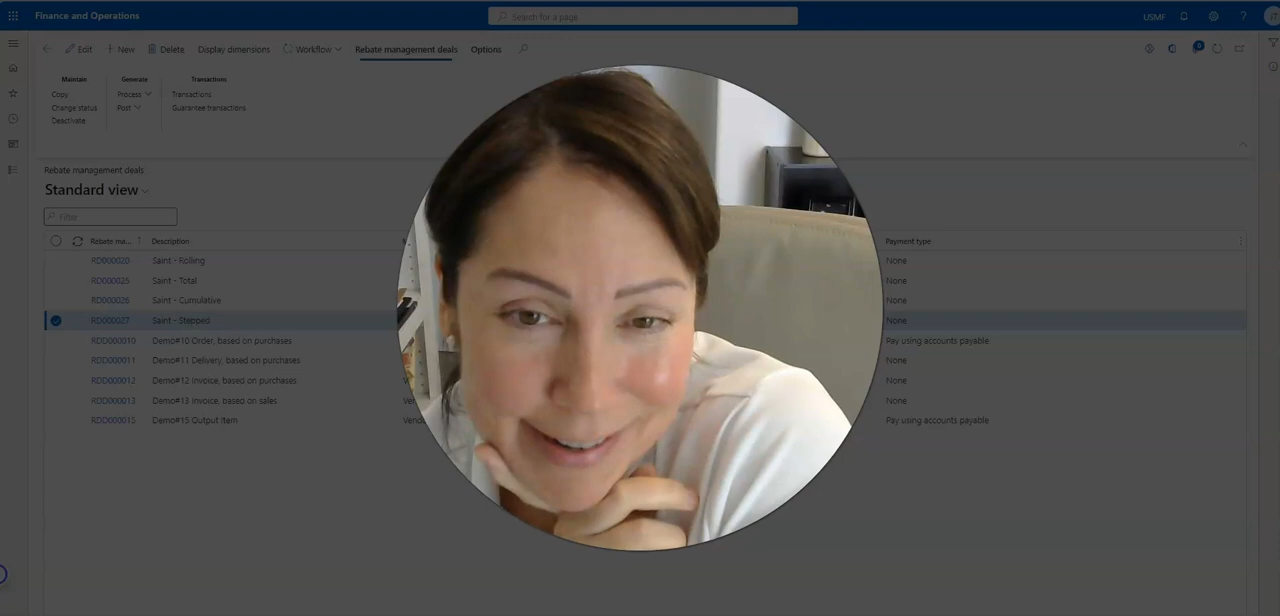 Finance and Operations
Search for a page
USMF
?
Edit
New
Delete
Display dimensions
Workflow
Rebate management deals
Options
0
Maintain
Generate
Transactions
Copy
Process
Transactions
Change status
Post
Guarantee transactions
Deactivate
Rebate management deals
Standard view
Filter
Rebate ma...
Description
Payment type
RD000020 Saint - Rolling None
RD000025 Saint - Total None
RD000026 Saint - Cumulative None
RD000027 Saint - Stepped None
RDD000010 Demo#10 Order, based on purchases Pay using accounts payable
RDD000011 Demo#11 Delivery, based on purchases None
RDD000012 Demo#12 Invoice, based on purchases None
RDD000013 Demo#13 Invoice, based on sales None
RDD000015 Demo#15 Output Item Pay using accounts payable